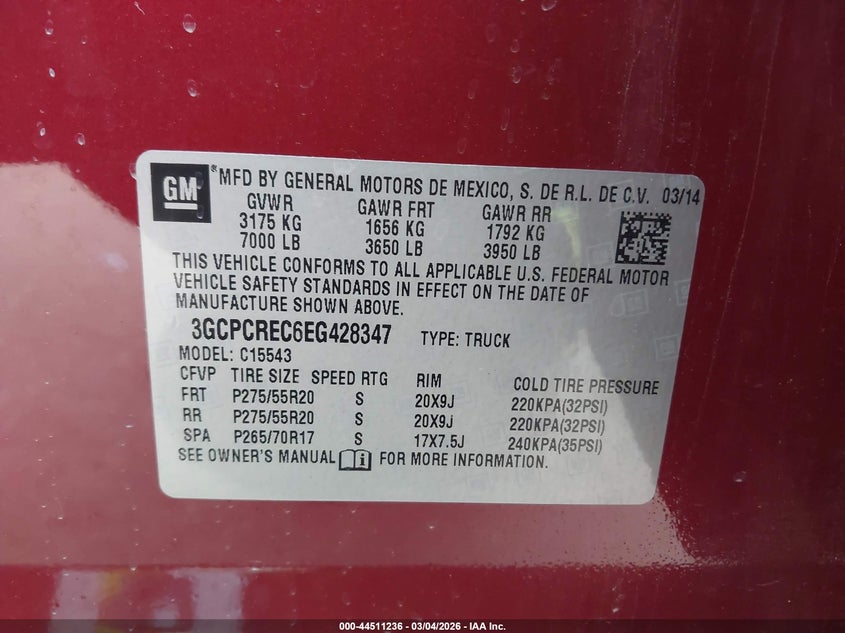 GM
®MFD BY GENERAL MOTORS DE MEXICO, S. DE R.L. DE C.V. 03/14
GVWR GAWR FRT GAWR RR
3175 KG 1656 KG 1792 KG
7000 LB 3650 LB 3950 LB
THIS VEHICLE CONFORMS TO ALL APPLICABLE U.S. FEDERAL MOTOR
VEHICLE SAFETY STANDARDS IN EFFECT ON THE DATE OF
MANUFACTURE SHOWN ABOVE.
3GCPCREC6EG428347 TYPE: TRUCK
MODEL: C15543
CFVP TIRE SIZE SPEED RTG RIM COLD TIRE PRESSURE
FRT P275/55R20 S 20X9J 220KPA(32PSI)
RR P275/55R20 S 20X9J 220KPA(32PSI)
SPA P265/70R17 S 17X7.5J 240KPA(35PSI)
SEE OWNER'S MANUAL FOR MORE INFORMATION.
000-44511236 | 03/04/2026 - IAA Inc.